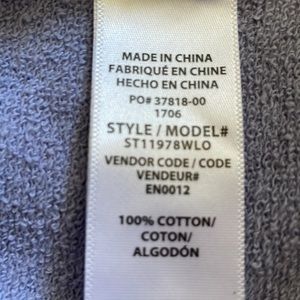 MADE IN CHINA
FABRIQUÉ EN CHINE
HECHO EN CHINA
PO# 37818-00
1706
STYLE / MODEL#
ST11978WLO
VENDOR CODE / CODE
VENDEUR#
EN0012
100% COTTON/
COTON/
ALGODÓN